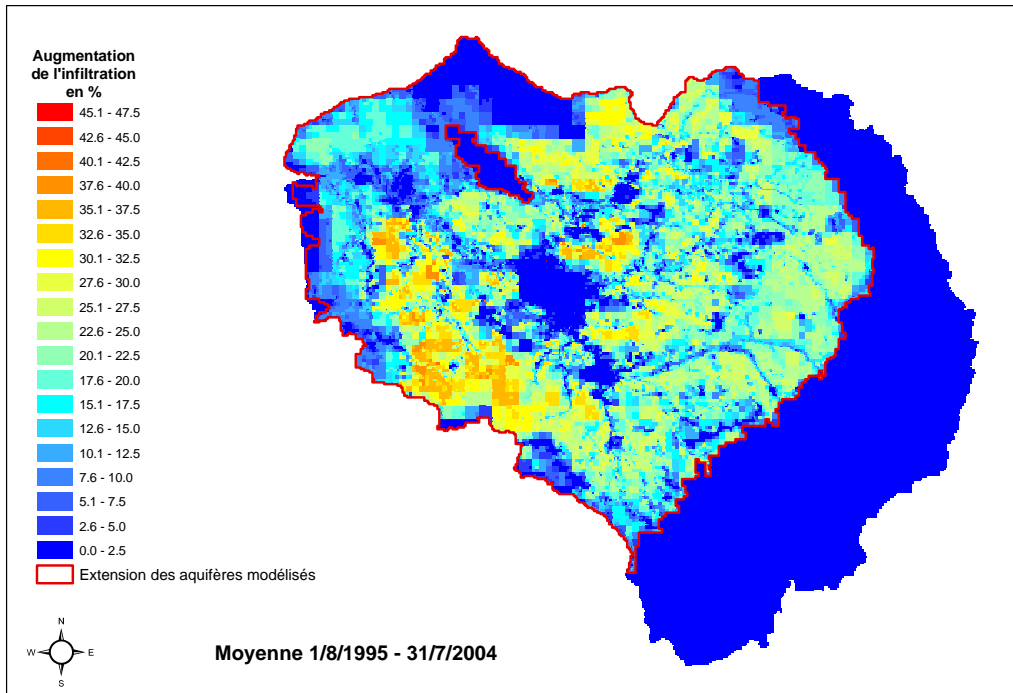 Augmentation
de l'infiltration
en %
45.1 - 47.5
42.6 - 45.0
40.1 - 42.5
37.6 - 40.0
35.1 - 37.5
32.6 - 35.0
30.1 - 32.5
27.6 - 30.0
25.1 - 27.5
22.6 - 25.0
20.1 - 22.5
17.6 - 20.0
15.1 - 17.5
12.6 - 15.0
10.1 - 12.5
7.6 - 10.0
5.1 - 7.5
2.6 - 5.0
0.0 - 2.5
Extension des aquifères modélisés
N
W E
S
Moyenne 1/8/1995 - 31/7/2004